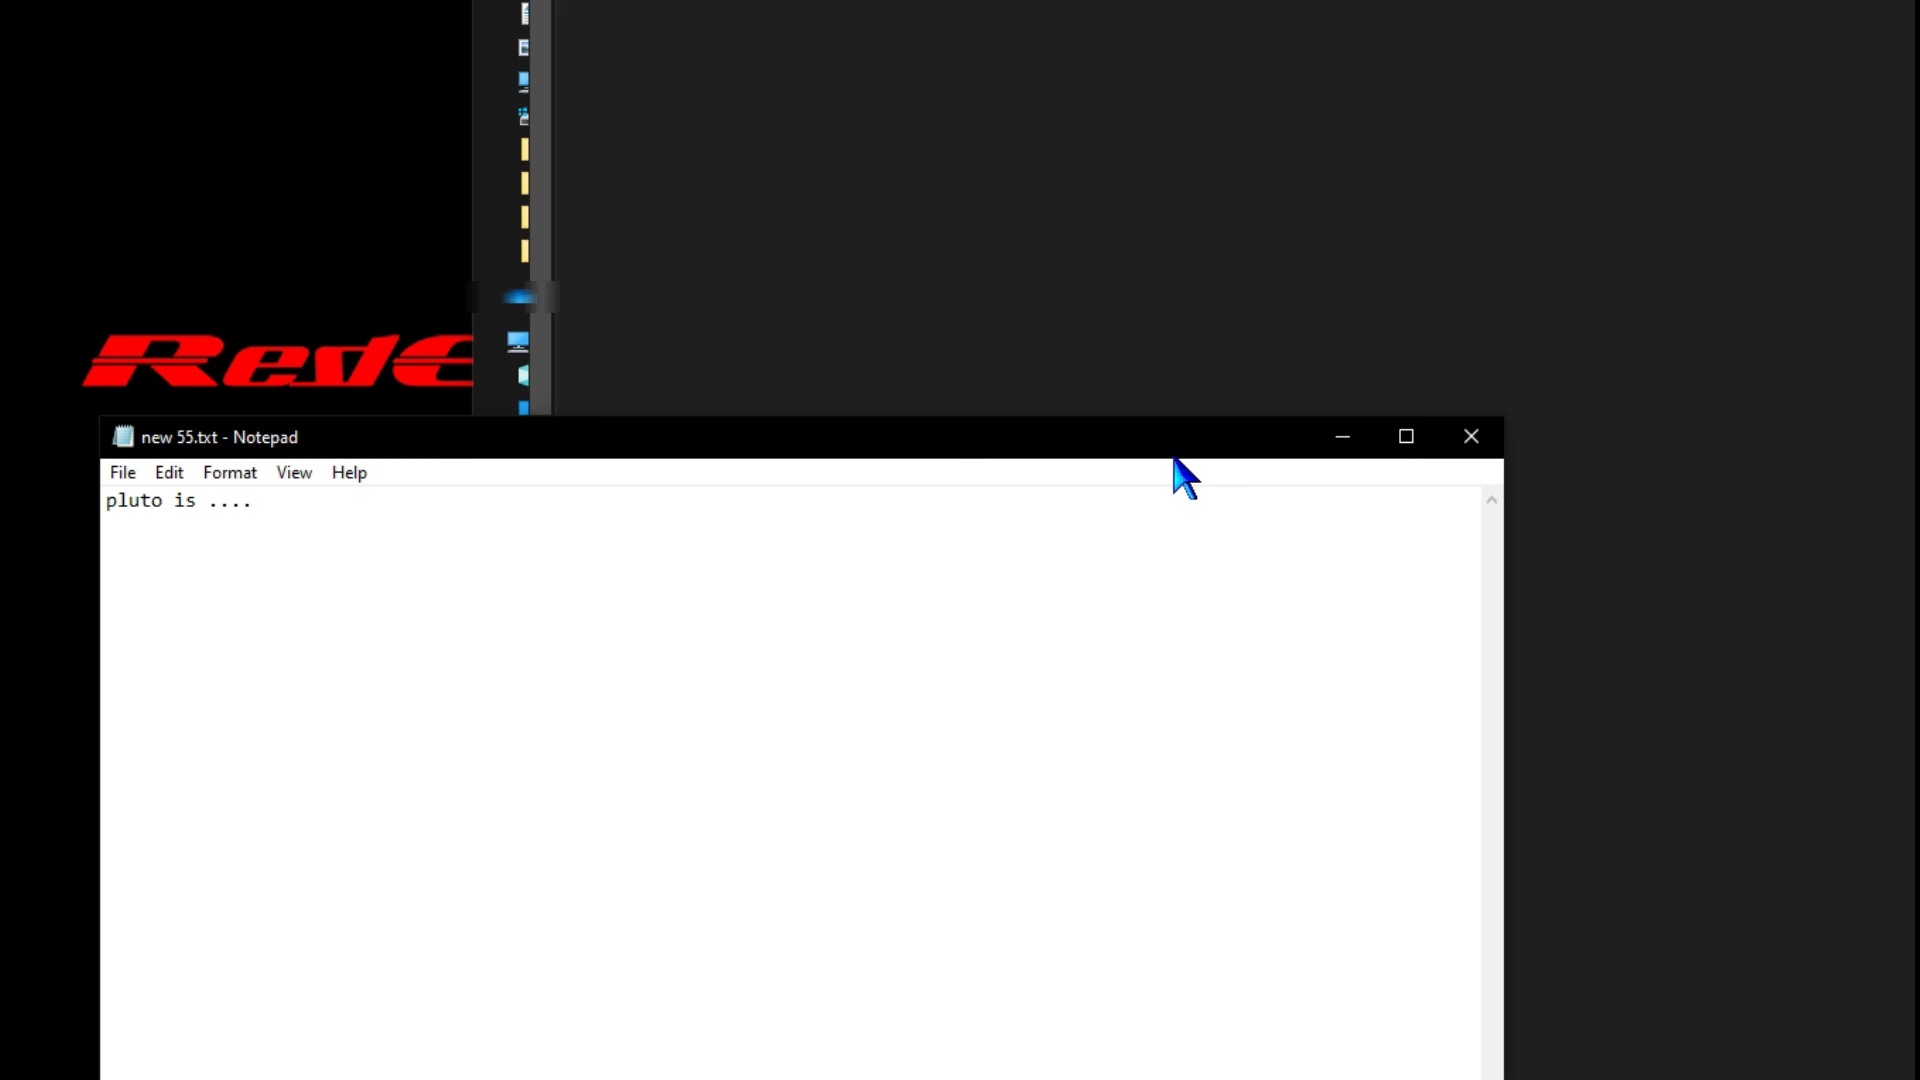 new 55.txt - Notepad
File Edit Format View Help
pluto is ....